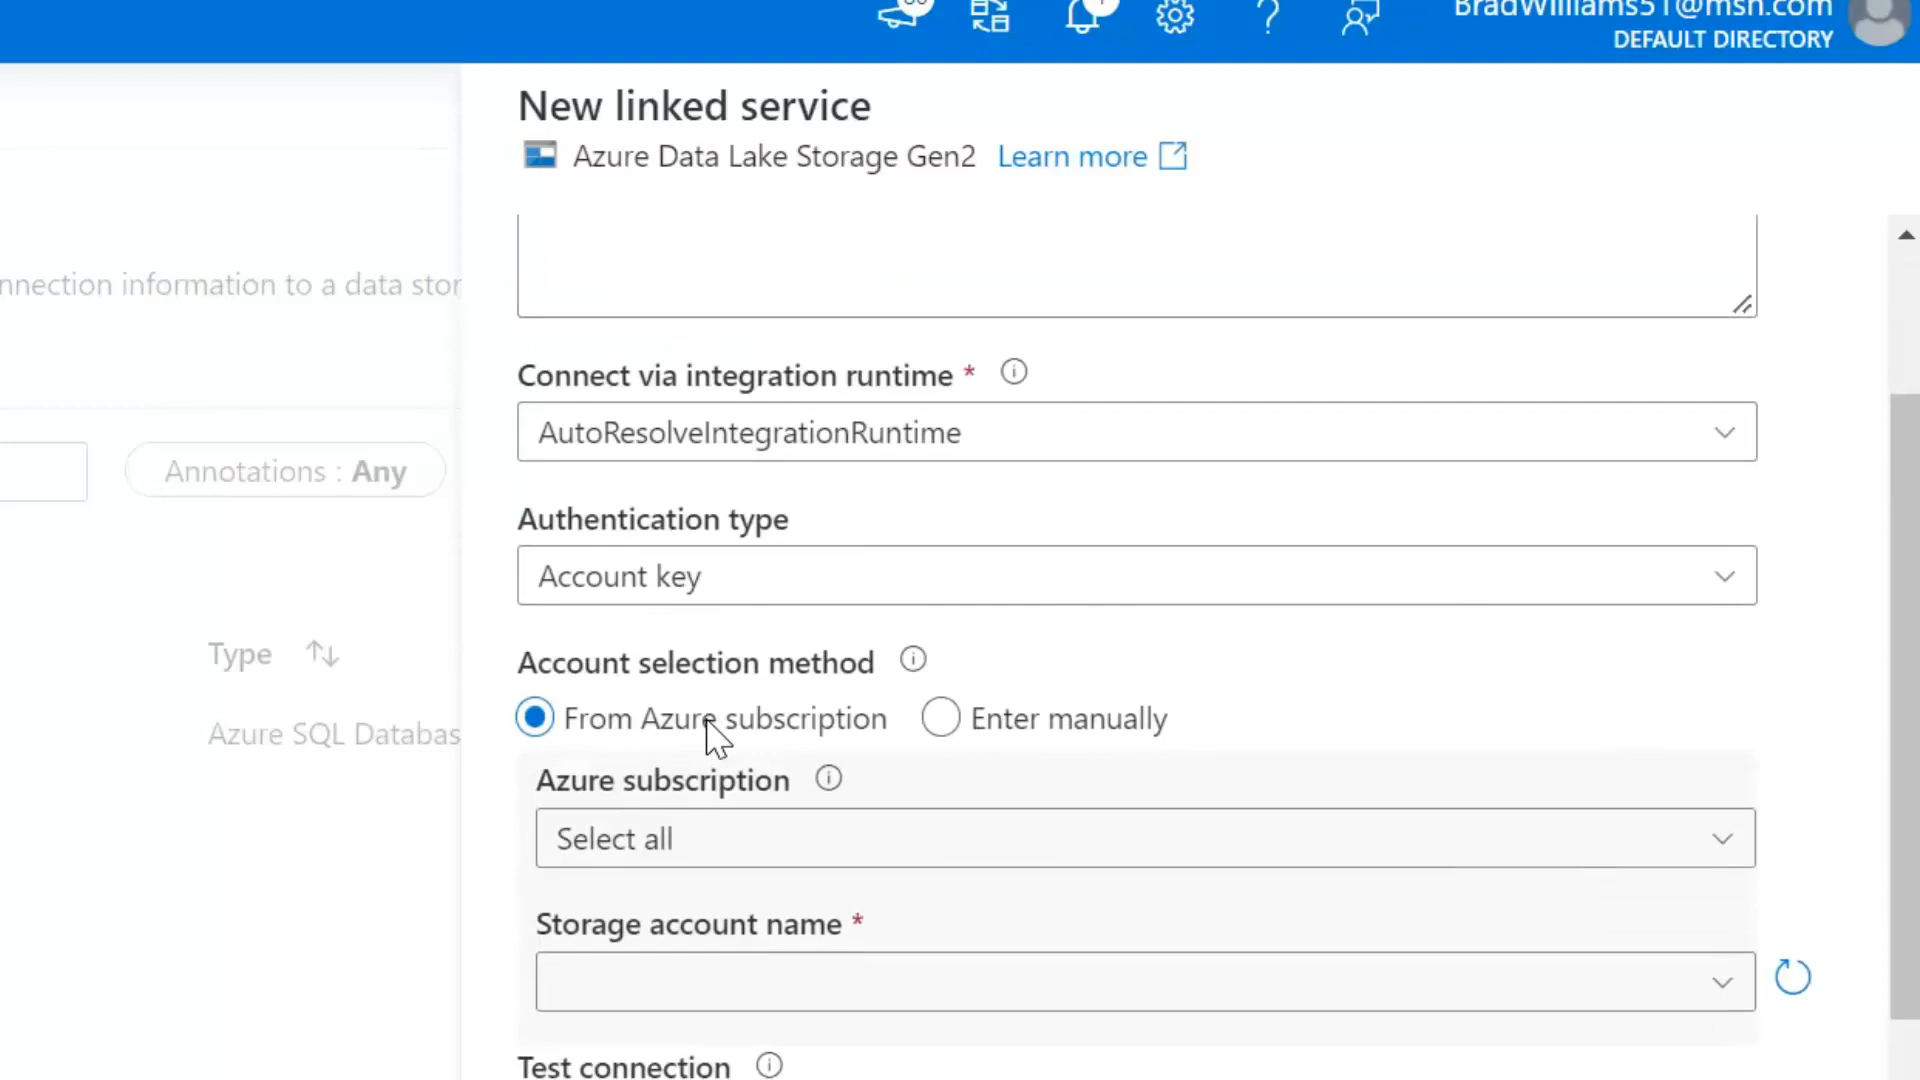 BradWilliams51@msn.com
DEFAULT DIRECTORY
New linked service
Azure Data Lake Storage Gen2 Learn more
nnection information to a data stor
Connect via integration runtime *
AutoResolveIntegrationRuntime
Annotations : Any
Authentication type
Account key
Type
Account selection method
From Azure subscription Enter manually
Azure SQL Databas
Azure subscription
Select all
Storage account name *
Test connection